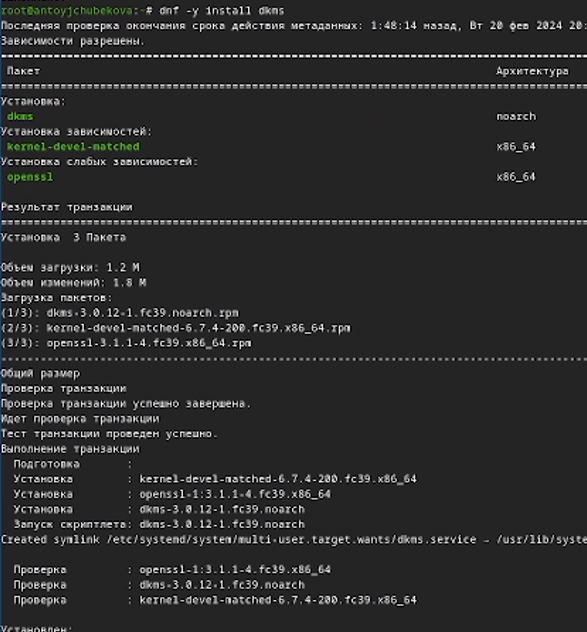 root@antoyjchubekova:~# dnf -y install dkms
Последняя проверка окончания срока действия метаданных: 1:48:14 назад, Вт 20 фев 2024 20:
Зависимости разрешены.
Пакет Архитектура
Установка:
dkms noarch
Установка зависимостей:
kernel-devel-matched x86_64
Установка слабых зависимостей:
openssl x86_64
Результат транзакции
Установка 3 Пакета
Объем загрузки: 1.2 M
Объем изменений: 1.8 M
Загрузка пакетов:
(1/3): dkms-3.0.12-1.fc39.noarch.rpm
(2/3): kernel-devel-matched-6.7.4-200.fc39.x86_64.rpm
(3/3): openssl-3.1.1-4.fc39.x86_64.rpm
Общий размер
Проверка транзакции
Проверка транзакции успешно завершена.
Идет проверка транзакции
Тест транзакции проведен успешно.
Выполнение транзакции
Подготовка :
Установка : kernel-devel-matched-6.7.4-200.fc39.x86_64
Установка : openssl-1:3.1.1-4.fc39.x86_64
Установка : dkms-3.0.12-1.fc39.noarch
Запуск скриптлета: dkms-3.0.12-1.fc39.noarch
Created symlink /etc/systemd/system/multi-user.target.wants/dkms.service → /usr/lib/syste
Проверка : openssl-1:3.1.1-4.fc39.x86_64
Проверка : dkms-3.0.12-1.fc39.noarch
Проверка : kernel-devel-matched-6.7.4-200.fc39.x86_64
Установлен: